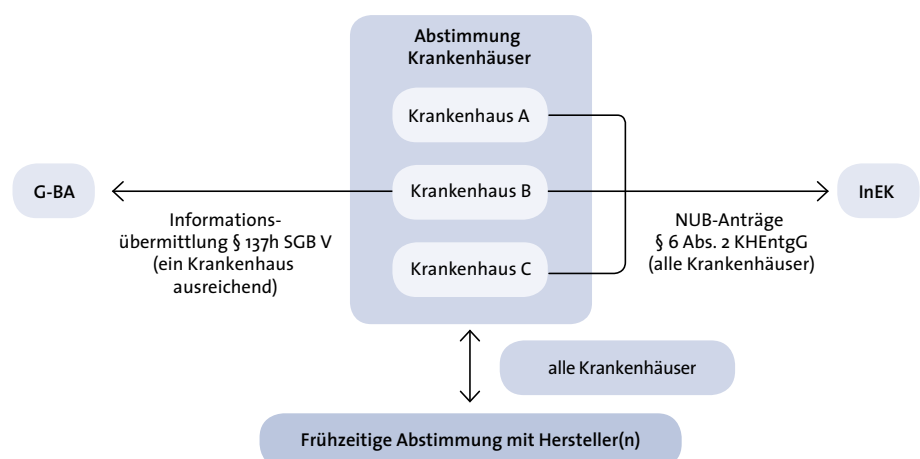 Abstimmung
Krankenhäuser
Krankenhaus A
G-BA
Krankenhaus B
InEK
Informations-
übermittlung § 137h SGB V
(ein Krankenhaus
ausreichend)
NUB-Anträge
§ 6 Abs. 2 KHEntgG
(alle Krankenhäuser)
Krankenhaus C
alle Krankenhäuser
Frühzeitige Abstimmung mit Hersteller(n)